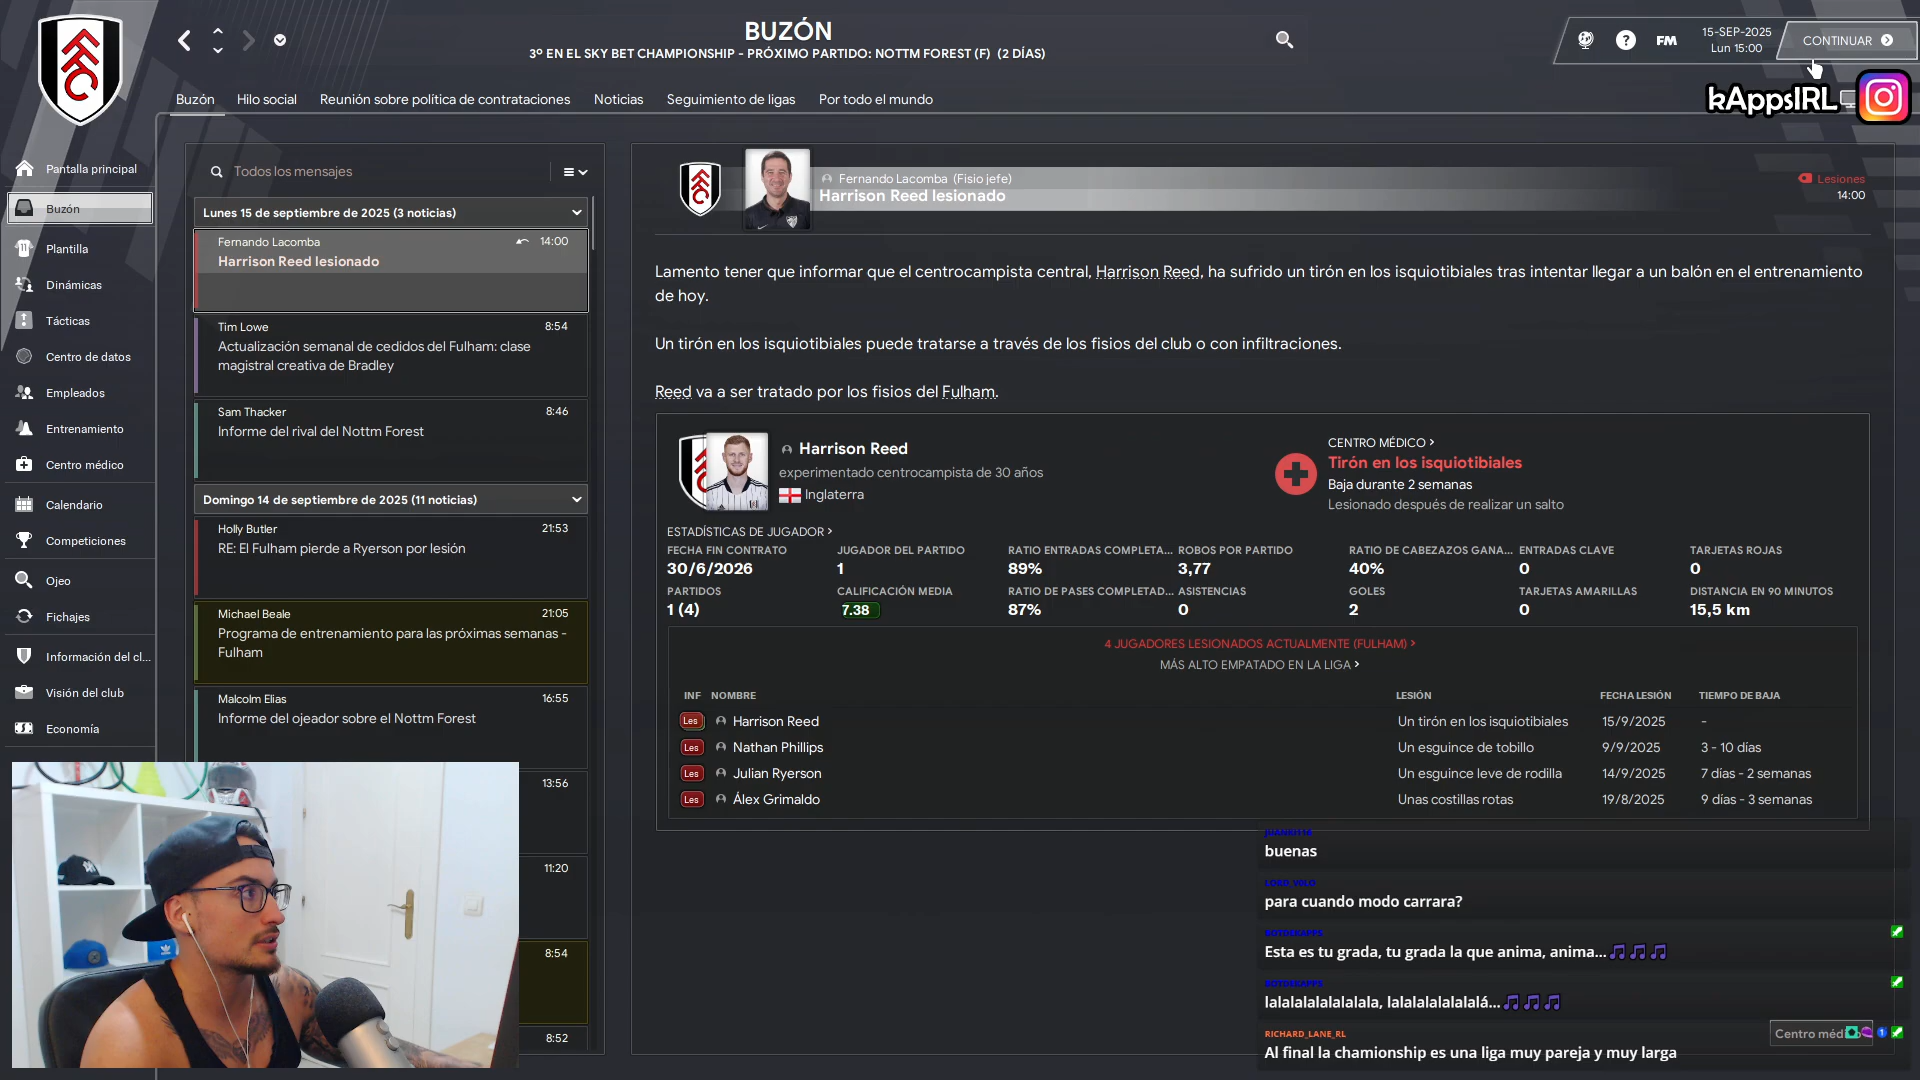 BUZÓN
3º EN EL SKY BET CHAMPIONSHIP - PRÓXIMO PARTIDO: NOTTM FOREST (F) (2 DÍAS)
FM
15-SEP-2025
Lun 15:00
CONTINUAR
kAppsIRL
Buzón
Hilo social
Reunión sobre política de contrataciones
Noticias
Seguimiento de ligas
Por todo el mundo
Pantalla principal
Buzón
Plantilla
Dinámicas
Tácticas
Centro de datos
Empleados
Entrenamiento
Centro médico
Calendario
Competiciones
Ojeo
Fichajes
Información del cl...
Visión del club
Economía
Todos los mensajes
Lunes 15 de septiembre de 2025 (3 noticias)
Fernando Lacomba 14:00
Harrison Reed lesionado
Tim Lowe 8:54
Actualización semanal de cedidos del Fulham: clase
magistral creativa de Bradley
Sam Thacker 8:46
Informe del rival del Nottm Forest
Domingo 14 de septiembre de 2025 (11 noticias)
Holly Butler 21:53
RE: El Fulham pierde a Ryerson por lesión
Michael Beale 21:05
Programa de entrenamiento para las próximas semanas -
Fulham
Malcolm Elias 16:55
Informe del ojeador sobre el Nottm Forest
13:56
11:20
8:54
8:52
Fernando Lacomba (Fisio jefe)
Harrison Reed lesionado
Lesiones
14:00
Lamento tener que informar que el centrocampista central, Harrison Reed, ha sufrido un tirón en los isquiotibiales tras intentar llegar a un balón en el entrenamiento
de hoy.
Un tirón en los isquiotibiales puede tratarse a través de los fisios del club o con infiltraciones.
Reed va a ser tratado por los fisios del Fulham.
Harrison Reed
experimentado centrocampista de 30 años
Inglaterra
CENTRO MÉDICO >
Tirón en los isquiotibiales
Baja durante 2 semanas
Lesionado después de realizar un salto
ESTADÍSTICAS DE JUGADOR >
FECHA FIN CONTRATO JUGADOR DEL PARTIDO RATIO ENTRADAS COMPLETA... ROBOS POR PARTIDO RATIO DE CABEZAZOS GANA... ENTRADAS CLAVE TARJETAS ROJAS
30/6/2026 1 89% 3,77 40% 0 0
PARTIDOS CALIFICACIÓN MEDIA RATIO DE PASES COMPLETAD... ASISTENCIAS GOLES TARJETAS AMARILLAS DISTANCIA EN 90 MINUTOS
1 (4) 7.38 87% 0 2 0 15,5 km
4 JUGADORES LESIONADOS ACTUALMENTE (FULHAM) >
MÁS ALTO EMPATADO EN LA LIGA >
INF NOMBRE LESIÓN FECHA LESIÓN TIEMPO DE BAJA
Les Harrison Reed Un tirón en los isquiotibiales 15/9/2025 -
Les Nathan Phillips Un esguince de tobillo 9/9/2025 3 - 10 días
Les Julian Ryerson Un esguince leve de rodilla 14/9/2025 7 días - 2 semanas
Les Álex Grimaldo Unas costillas rotas 19/8/2025 9 días - 3 semanas
buenas
LORD_VOLO
para cuando modo carrara?
BOTDEKAPPS
Esta es tu grada, tu grada la que anima, anima...
BOTDEKAPPS
lalalalalalalalala, lalalalalalalalá...
RICHARD_LANE_RL
Al final la chamionship es una liga muy pareja y muy larga